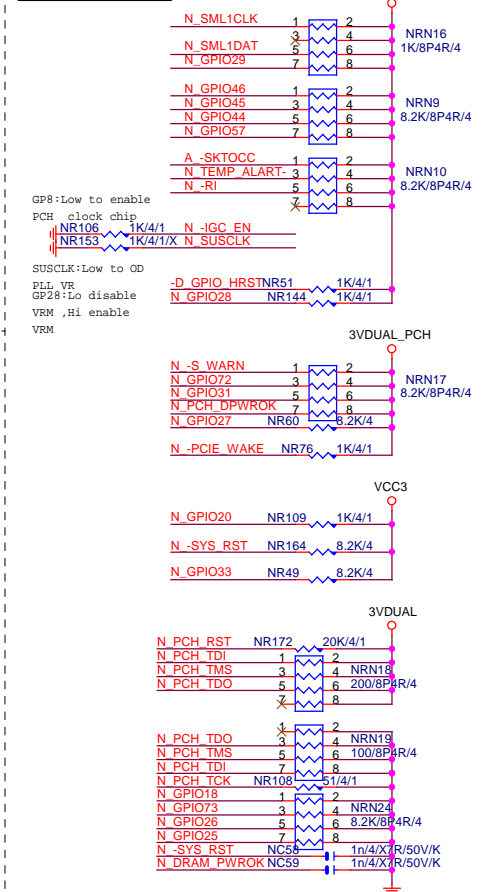 N_SML1CLK 1 2
3 4 NRN16
N_SML1DAT 5 6 1K/8P4R/4
N_GPIO29 7 8
N_GPIO46 1 2
N_GPIO45 3 4 NRN9
N_GPIO44 5 6 8.2K/8P4R/4
N_GPIO57 7 8
A_-SKTOCC 1 2
N_TEMP_ALART- 3 4 NRN10
N_-RI 5 6 8.2K/8P4R/4
7 8
GP8:Low to enable
PCH clock chip
NR106 1K/4/1 N_-IGC_EN
NR153 1K/4/1/X N_SUSCLK
SUSCLK:Low to OD
PLL VR
-D_GPIO_HRST NR51 1K/4/1
GP28:Lo disable
N_GPIO28 NR144 1K/4/1
VRM ,Hi enable
VRM
3VDUAL_PCH
N_-S_WARN 1 2
N_GPIO72 3 4 NRN17
N_GPIO31 5 6 8.2K/8P4R/4
N_PCH_DPWROK 7 8
N_GPIO27 NR60 8.2K/4
N_-PCIE_WAKE NR76 1K/4/1
VCC3
N_GPIO20 NR109 1K/4/1
N_-SYS_RST NR164 8.2K/4
N_GPIO33 NR49 8.2K/4
3VDUAL
N_PCH_RST NR172 20K/4/1
N_PCH_TDI 1 2
N_PCH_TMS 3 4 NRN18
N_PCH_TDO 5 6 200/8P4R/4
7 8
1 2
N_PCH_TDO 3 4 NRN19
N_PCH_TMS 5 6 100/8P4R/4
N_PCH_TDI 7 8
N_PCH_TCK NR108 51/4/1
N_GPIO18 1 2
N_GPIO73 3 4 NRN24
N_GPIO26 5 6 8.2K/8P4R/4
N_GPIO25 7 8
N_-SYS_RST NC58 1n/4/X7R/50V/K
N_DRAM_PWROK NC59 1n/4/X7R/50V/K